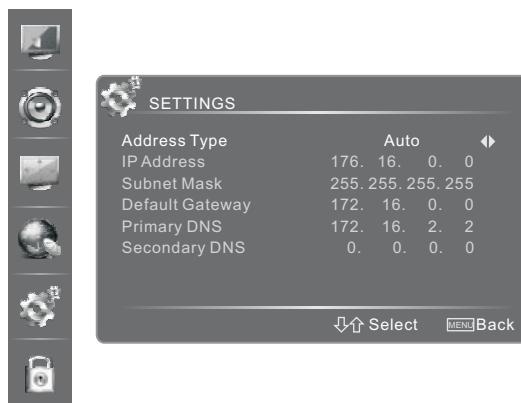 SETTINGS
Address Type Auto
IP Address 176. 16. 0. 0
Subnet Mask 255. 255. 255. 255
Default Gateway 172. 16. 0. 0
Primary DNS 172. 16. 2. 2
Secondary DNS 0. 0. 0. 0
Select MENU Back